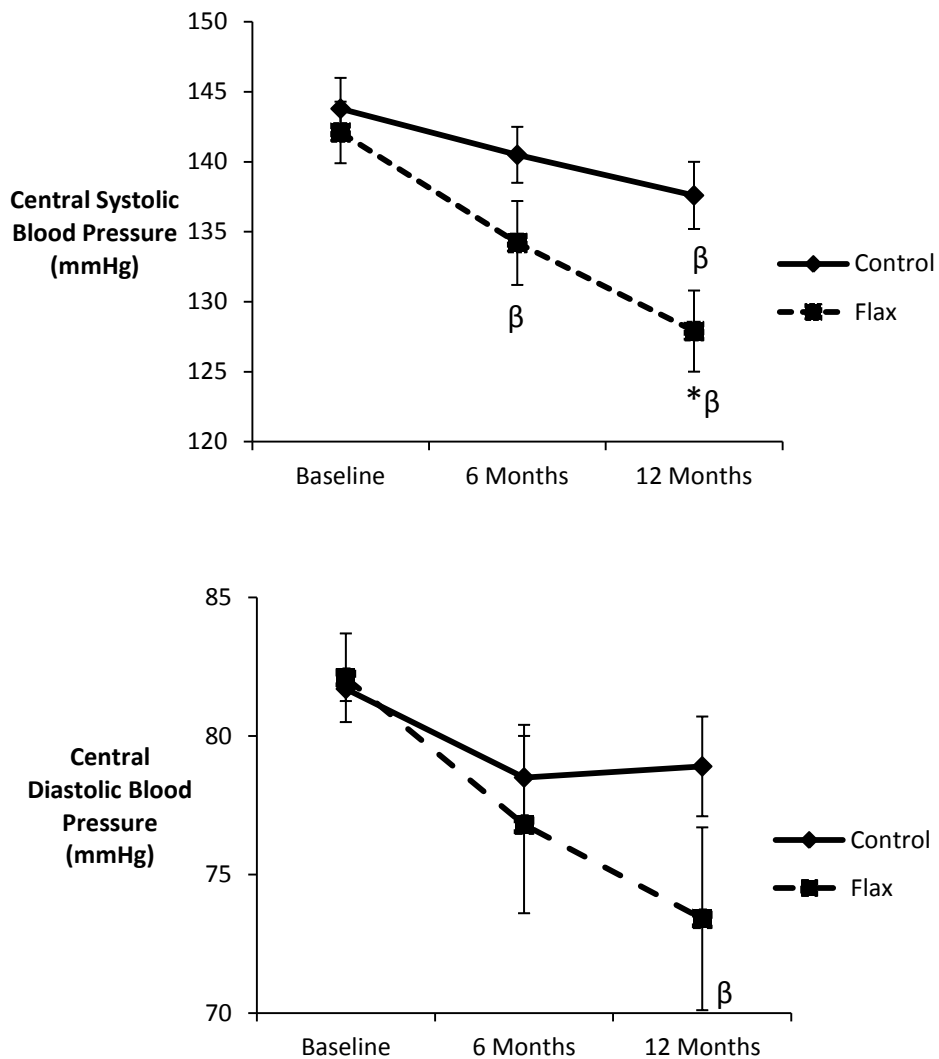 150
145
140
135
130
125
120
Central Systolic
Blood Pressure
(mmHg)
β
β
*β
Control
Flax
Baseline
6 Months
12 Months
85
80
75
70
Central
Diastolic Blood
Pressure
(mmHg)
β
Control
Flax
Baseline
6 Months
12 Months